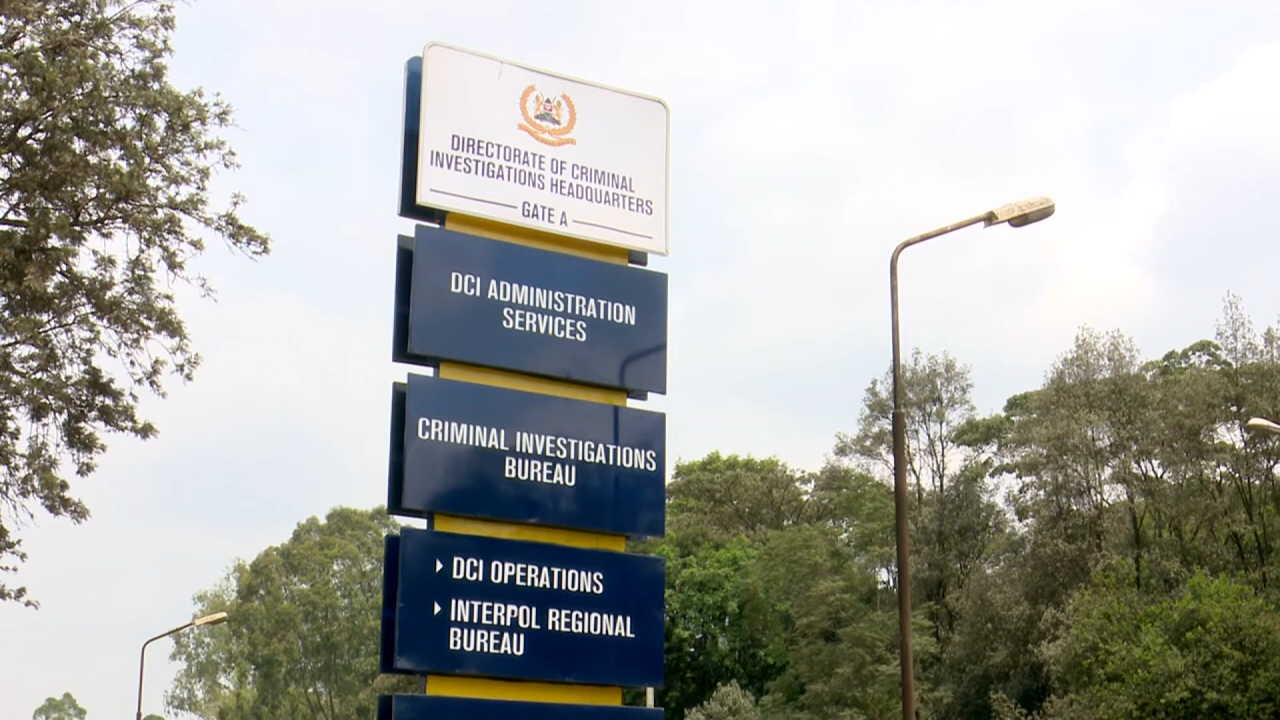 DIRECTORATE OF CRIMINAL
INVESTIGATIONS HEADQUARTERS
GATE A
DCI ADMINISTRATION
SERVICES
CRIMINAL INVESTIGATIONS
BUREAU
DCI OPERATIONS
INTERPOL REGIONAL
BUREAU